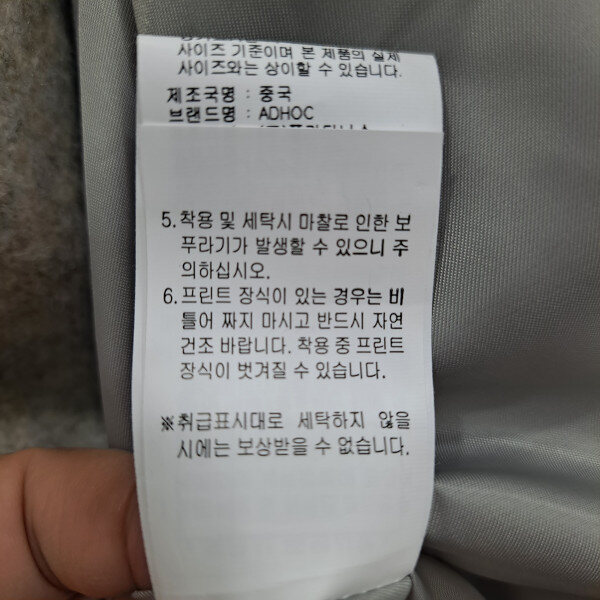 사이즈 기준이며 본 제품의 실제
사이즈와는 상이할 수 있습니다.
제조국명 : 중국
브랜드명 : ADHOC
5. 착용 및 세탁시 마찰로 인한 보
푸라기가 발생할 수 있으니 주
의하십시오.
6. 프린트 장식이 있는 경우는 비
틀어 짜지 마시고 반드시 자연
건조 바랍니다. 착용 중 프린트
장식이 벗겨질 수 있습니다.
※취급표시대로 세탁하지 않을
시에는 보상받을 수 없습니다.